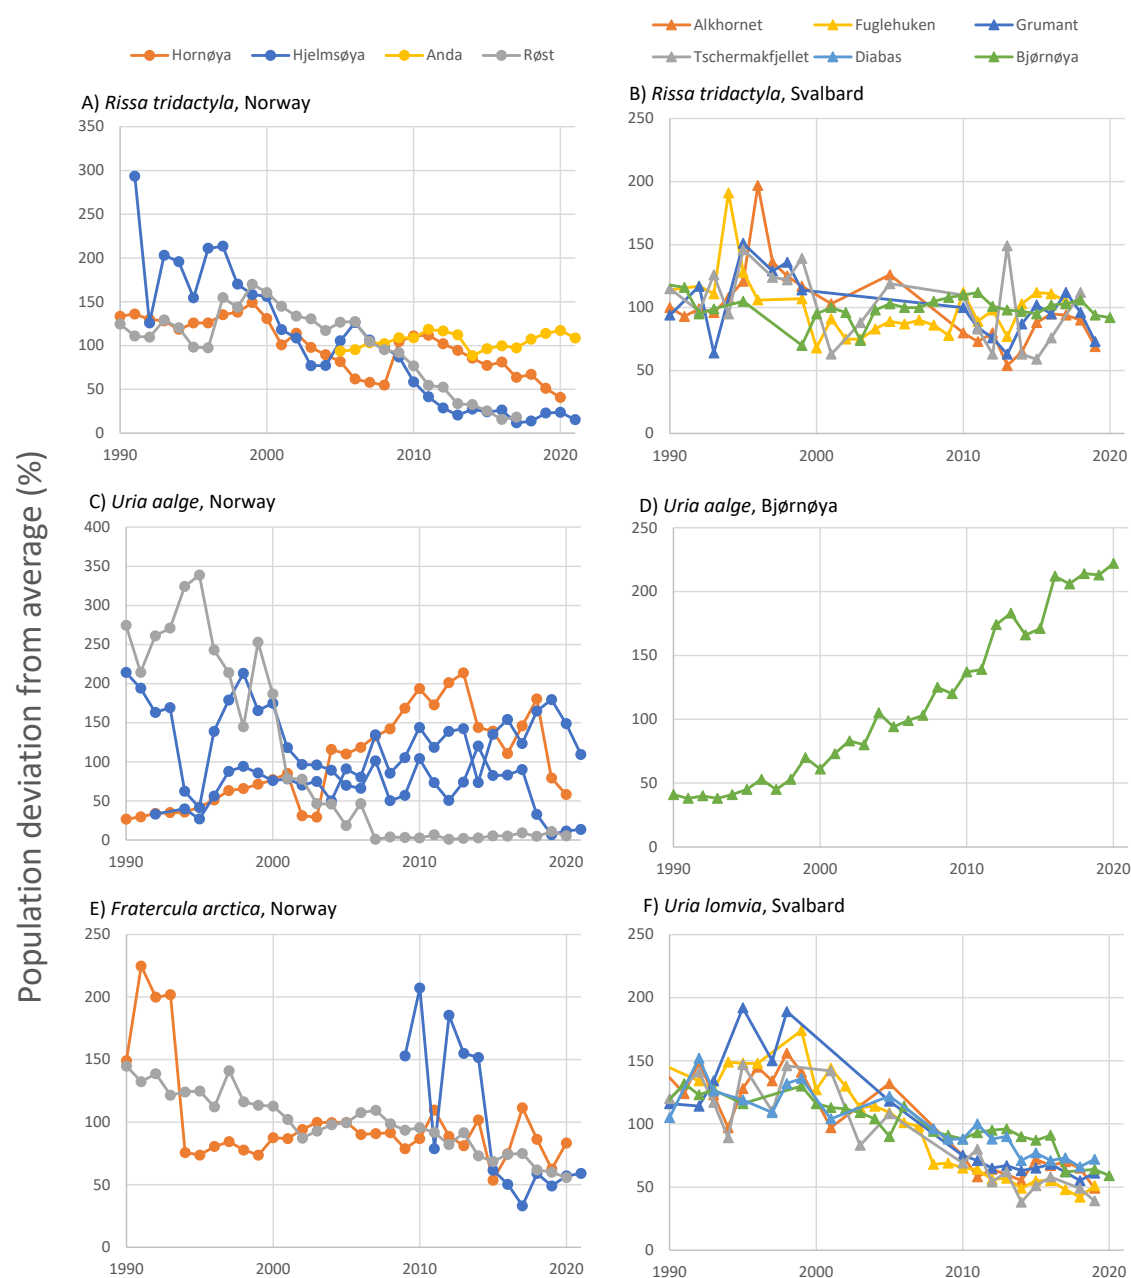 Alkhornet Fuglehuken Grumant
Hornøya Hjelmsøya Anda Røst
Tschermakfjellet Diabas Bjørnøya
A) Rissa tridactyla, Norway
B) Rissa tridactyla, Svalbard
350
300
250
200
150
100
50
0
1990 2000 2010 2020
250
200
150
100
50
0
1990 2000 2010 2020
Population deviation from average (%)
C) Uria aalge, Norway
D) Uria aalge, Bjørnøya
400
350
300
250
200
150
100
50
0
1990 2000 2010 2020
250
200
150
100
50
0
1990 2000 2010 2020
E) Fratercula arctica, Norway
F) Uria lomvia, Svalbard
250
200
150
100
50
0
1990 2000 2010 2020
250
200
150
100
50
0
1990 2000 2010 2020